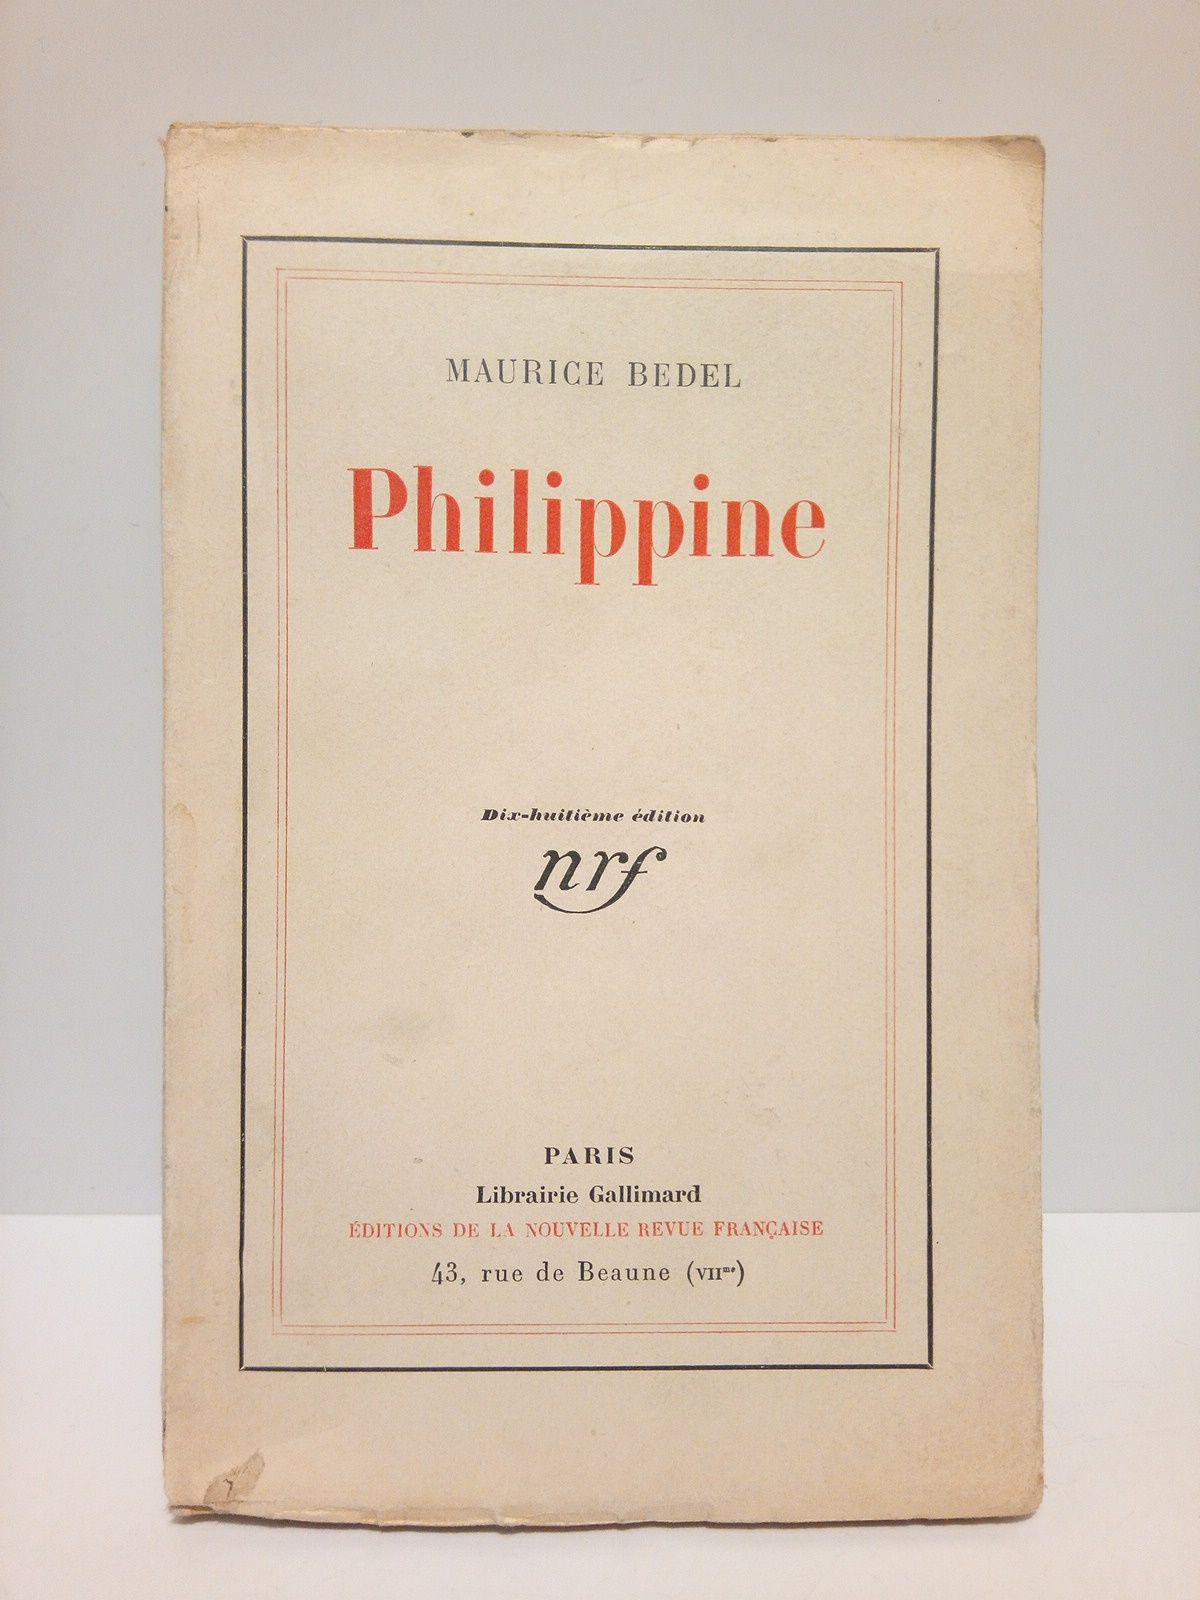 MAURICE BEDEL
Philippine
Dix-huitième édition
nrf
PARIS
Librairie Gallimard
ÉDITIONS DE LA NOUVELLE REVUE FRANÇAISE
43, rue de Beaune (VIIme)